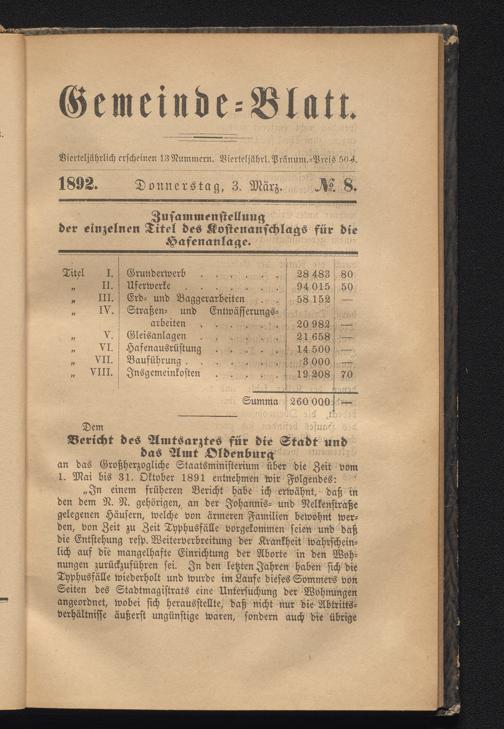 Gemeinde-Blatt.
Vierteljährlich erscheinen 13 Nummern. Vierteljährl. Pränum.-Preis 50 ₰.
1892. Donnerstag, 3. März. № 8.
Zusammenstellung
der einzelnen Titel des Kostenanschlags für die
Hafenanlage.
Titel I. Grunderwerb . . . . . . 28 483 80
„ II. Uferwerke . . . . . . . 94 015 50
„ III. Erd- und Baggerarbeiten . . . 58 152 —
„ IV. Straßen- und Entwässerungs-
arbeiten . . . . . . 20 982 —
„ V. Gleisanlagen . . . . . . 21 658 —
„ VI. Hafenausrüstung . . . . . 14 500 —
„ VII. Bauführung . . . . . . . 3 000 —
„ VIII. Insgemeinkosten . . . . . 19 208 70
Summa 260 000 —
Dem
Bericht des Amtsarztes für die Stadt und
das Amt Oldenburg
an das Großherzogliche Staatsministerium über die Zeit vom
1. Mai bis 31. Oktober 1891 entnehmen wir Folgendes:
„In einem früheren Bericht habe ich erwähnt, daß in
den dem N. N. gehörigen, an der Johannis- und Nelkenstraße
gelegenen Häusern, welche von ärmeren Familien bewohnt wer-
den, von Zeit zu Zeit Typhusfälle vorgekommen seien und daß
die Entstehung resp. Weiterverbreitung der Krankheit wahrschein-
lich auf die mangelhafte Einrichtung der Aborte in den Woh-
nungen zurückzuführen sei. In den letzten Jahren haben sich die
Typhusfälle wiederholt und wurde im Laufe dieses Sommers von
Seiten des Stadtmagistrats eine Untersuchung der Wohnungen
angeordnet, wobei sich herausstellte, daß nicht nur die Abtritts-
verhältnisse äußerst ungünstige waren, sondern auch die übrige